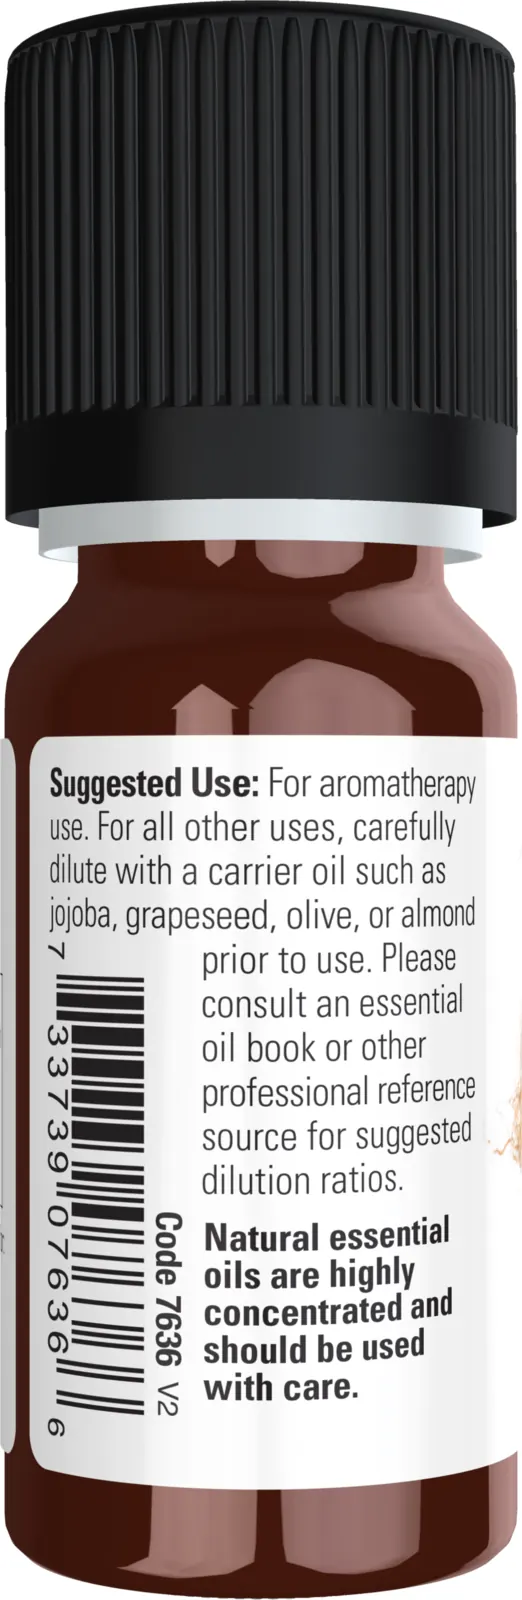 Suggested Use: For aromatherapy
use. For all other uses, carefully
dilute with a carrier oil such as
jojoba, grapeseed, olive, or almond
prior to use. Please
consult an essential
oil book or other
professional reference
source for suggested
dilution ratios.
Natural essential
oils are highly
concentrated and
should be used
with care.
7 33739 07636 6
Code 7636 V2